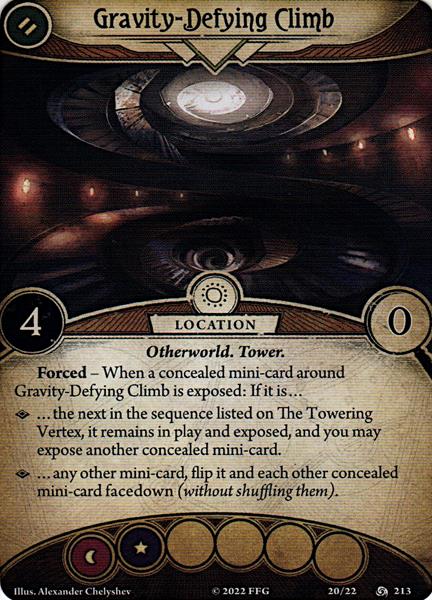 Gravity-Defying Climb
4
LOCATION
0
Otherworld. Tower.
Forced – When a concealed mini-card around
Gravity-Defying Climb is exposed: If it is…
…the next in the sequence listed on The Towering
Vertex, it remains in play and exposed, and you may
expose another concealed mini-card.
…any other mini-card, flip it and each other concealed
mini-card facedown (without shuffling them).
Illus. Alexander Chelyshev © 2022 FFG 20/22 213